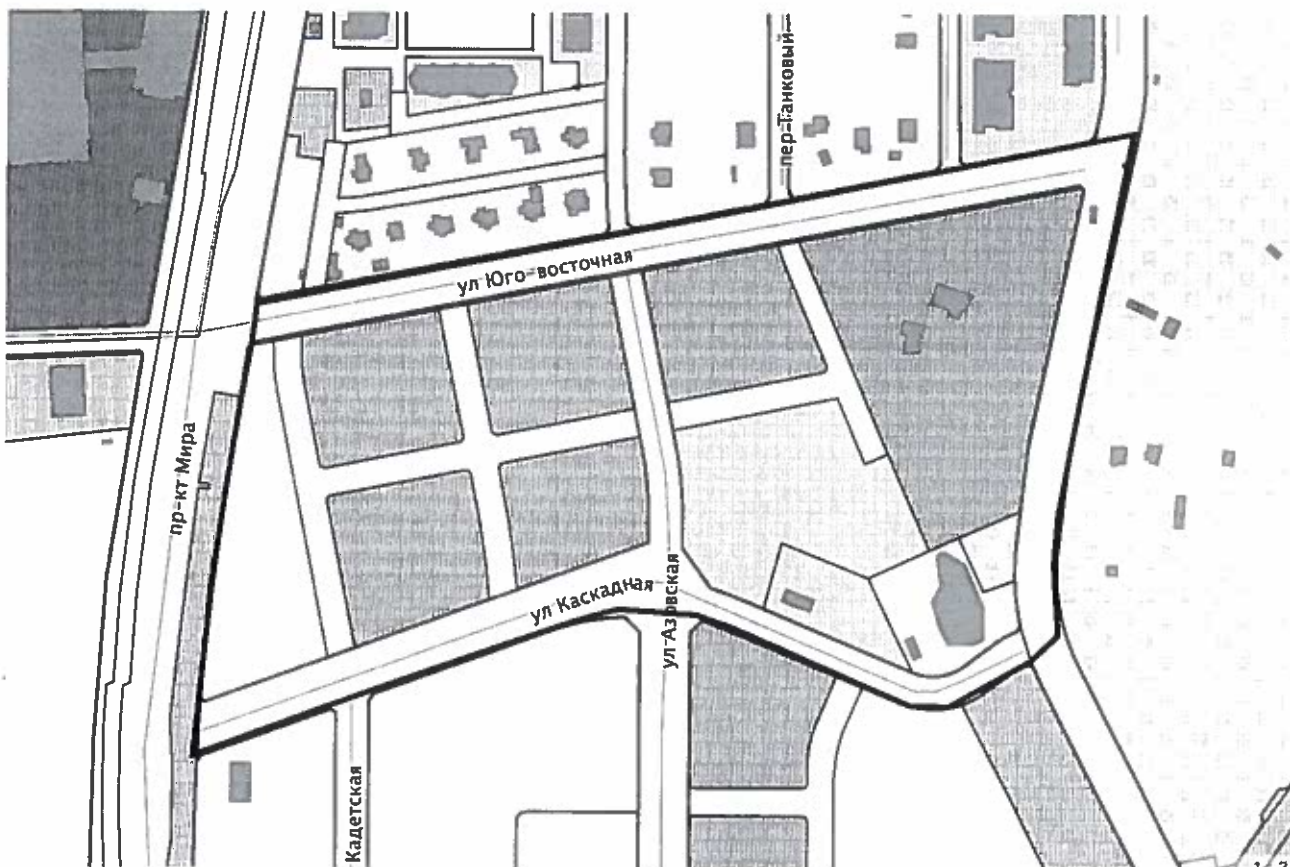 пер-Танковый
ул Юго-восточная
пр-кт Мира
ул Каскадная
ул Азовская
Кадетская